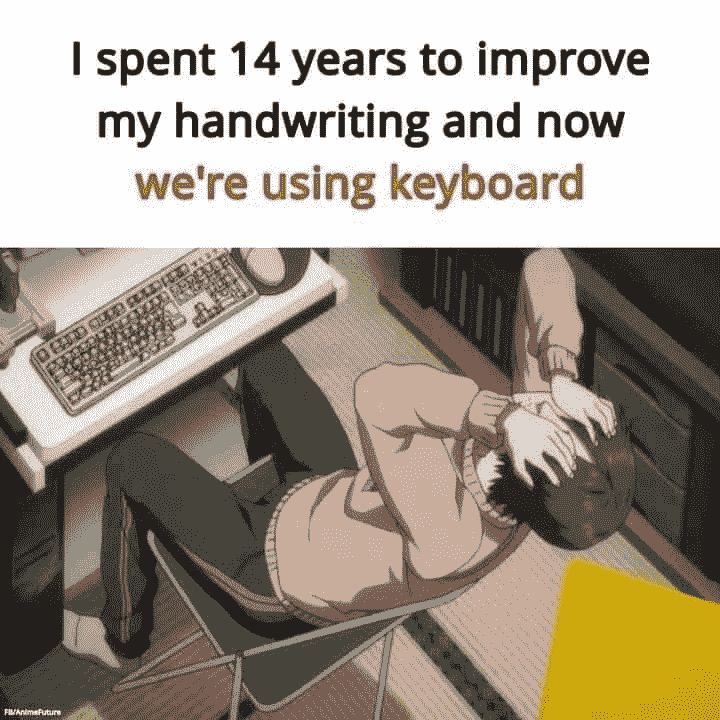 I spent 14 years to improve
my handwriting and now
we're using keyboard
FB/AnimeFuture